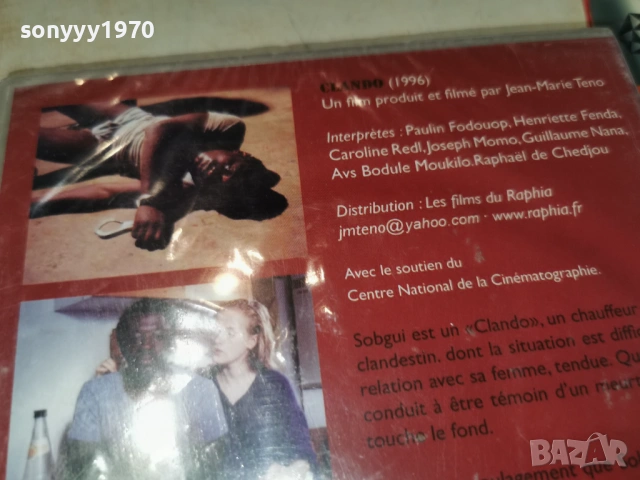 sonyyy1970
CLANDO (1996)
Un film produit et filmé par Jean-Marie Teno
Interprètes : Paulin Fodouop, Henriette Fenda,
Caroline Redl, Joseph Momo, Guillaume Nana,
Avs Bodule Moukilo, Raphaël de Chedjou
Distribution : Les films du Raphia
jmteno@yahoo.com - www.raphia.fr
Avec le soutien du
Centre National de la Cinématographie.
Sobgui est un «Clando», un chauffeur
clandestin, dont la situation est diffi
relation avec sa femme, tendue. Qu
conduit à être témoin d'un meurt
touche le fond.
que Sob
BAZAR